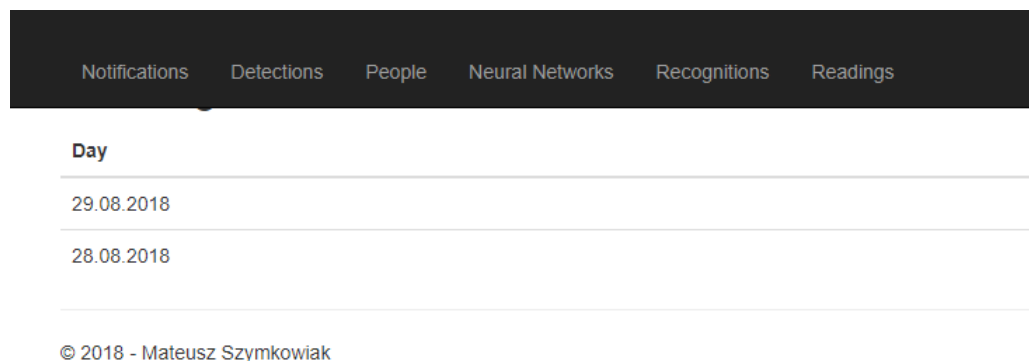 Notifications Detections People Neural Networks Recognitions Readings
Day
29.08.2018
28.08.2018
© 2018 - Mateusz Szymkowiak